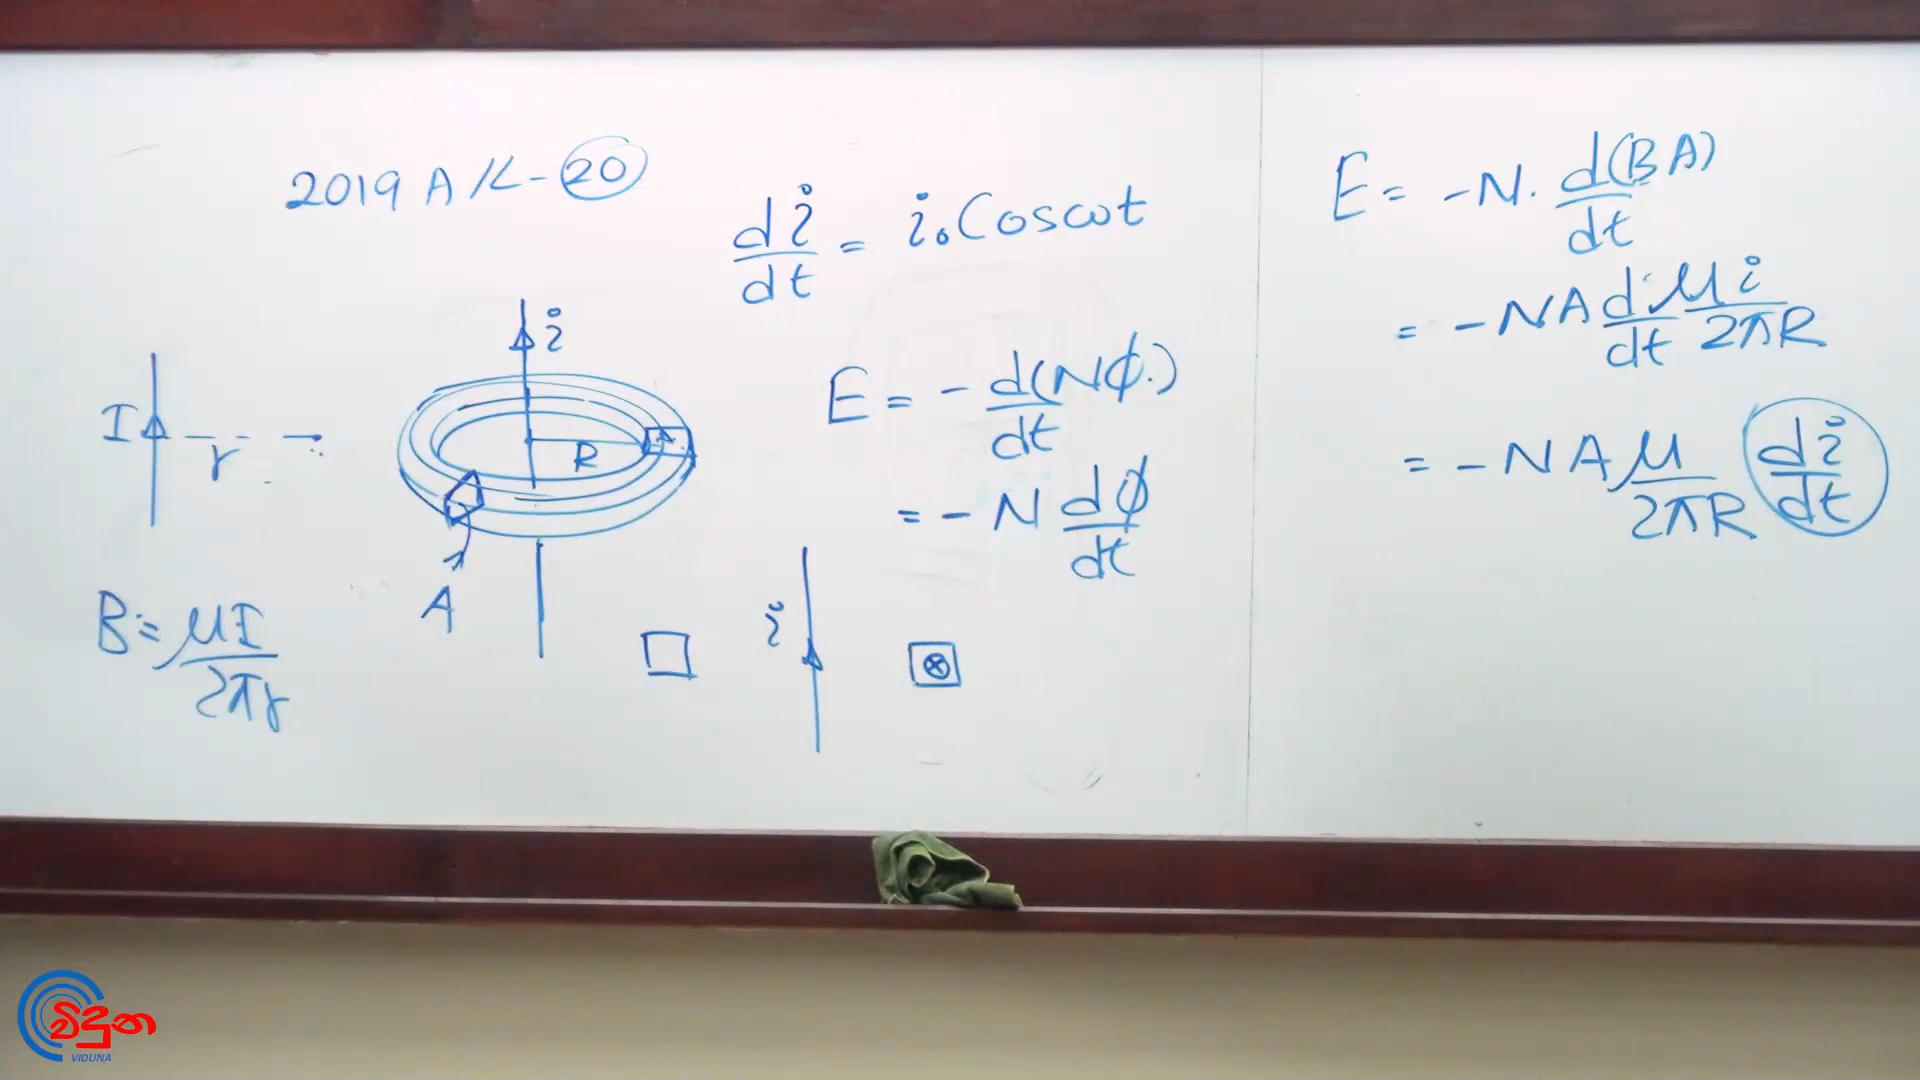 2019 A/L - 20
di/dt = i₀ Cosωt
i
I
r
R
A
B = μI/2πr
E = - d(Nφ)/dt
= - N dφ/dt
i
⊗
E = -N. d(BA)/dt
= -NA d/dt μi/2πR
= -NA μ/2πR di/dt
විදුන
VIDUNA